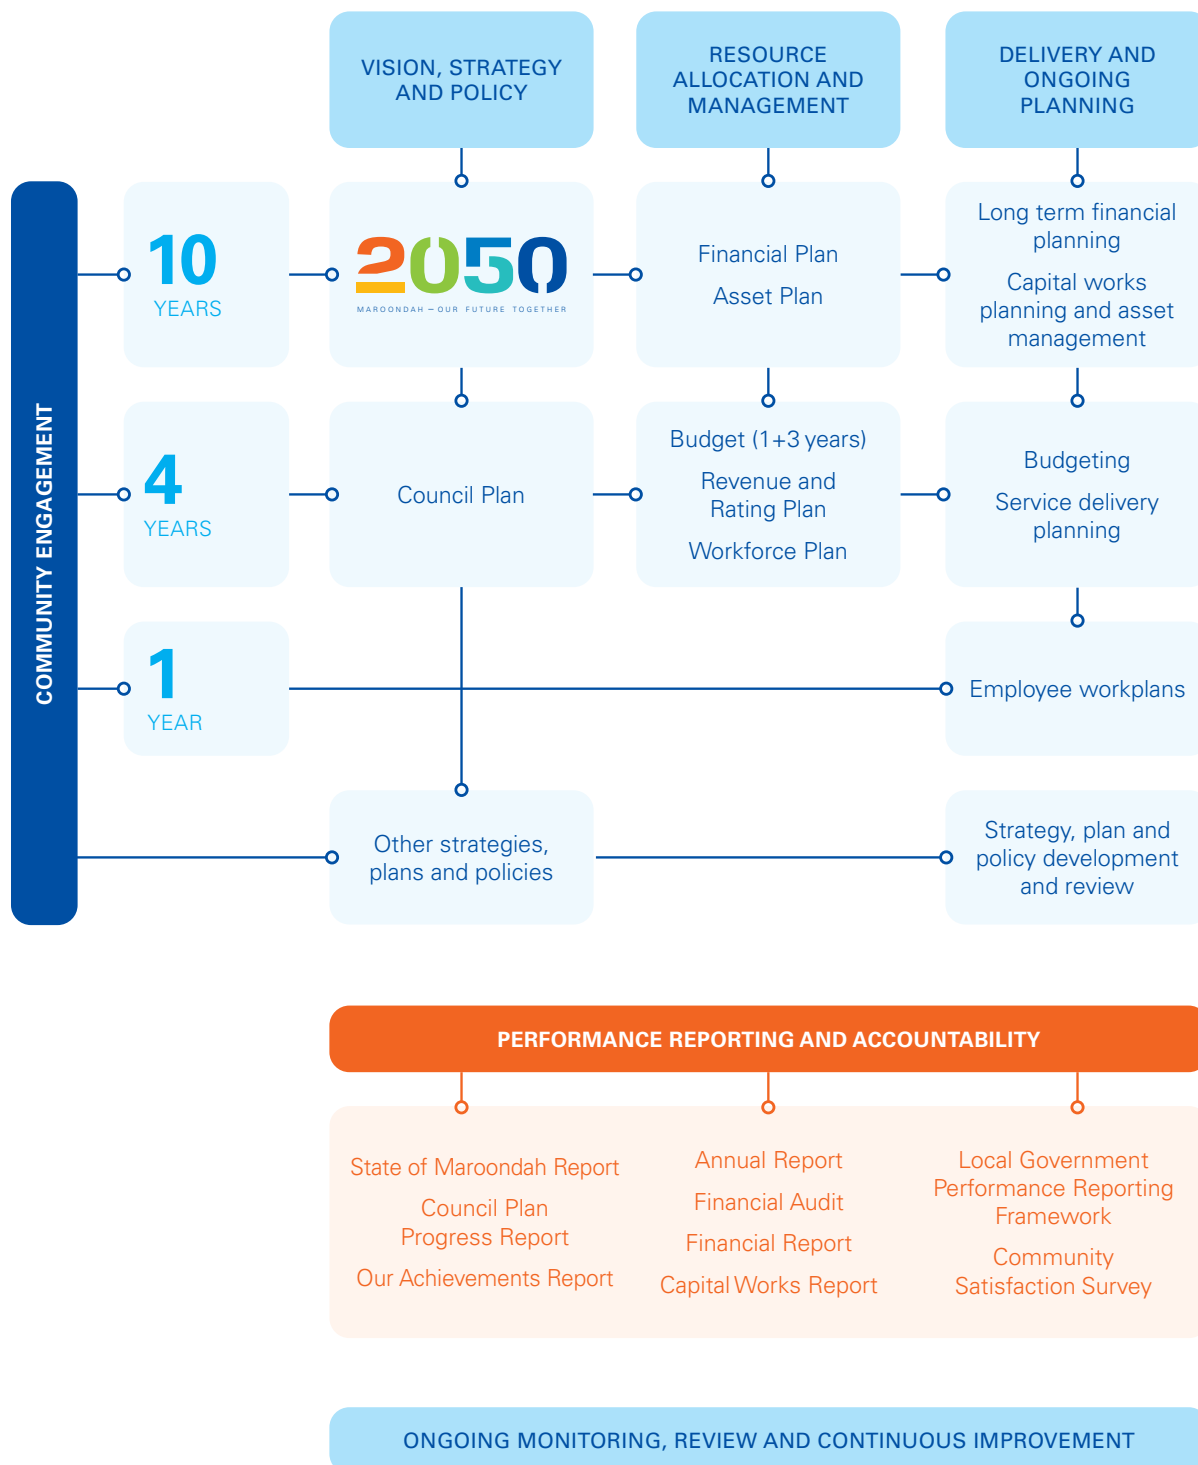 VISION, STRATEGY
AND POLICY
RESOURCE
ALLOCATION AND
MANAGEMENT
DELIVERY AND
ONGOING
PLANNING
COMMUNITY ENGAGEMENT
10
YEARS
2050
MAROONDAH – OUR FUTURE TOGETHER
Financial Plan
Asset Plan
Long term financial
planning
Capital works
planning and asset
management
4
YEARS
Council Plan
Budget (1+3 years)
Revenue and
Rating Plan
Workforce Plan
Budgeting
Service delivery
planning
1
YEAR
Employee workplans
Other strategies,
plans and policies
Strategy, plan and
policy development
and review
PERFORMANCE REPORTING AND ACCOUNTABILITY
State of Maroondah Report
Council Plan
Progress Report
Our Achievements Report
Annual Report
Financial Audit
Financial Report
Capital Works Report
Local Government
Performance Reporting
Framework
Community
Satisfaction Survey
ONGOING MONITORING, REVIEW AND CONTINUOUS IMPROVEMENT